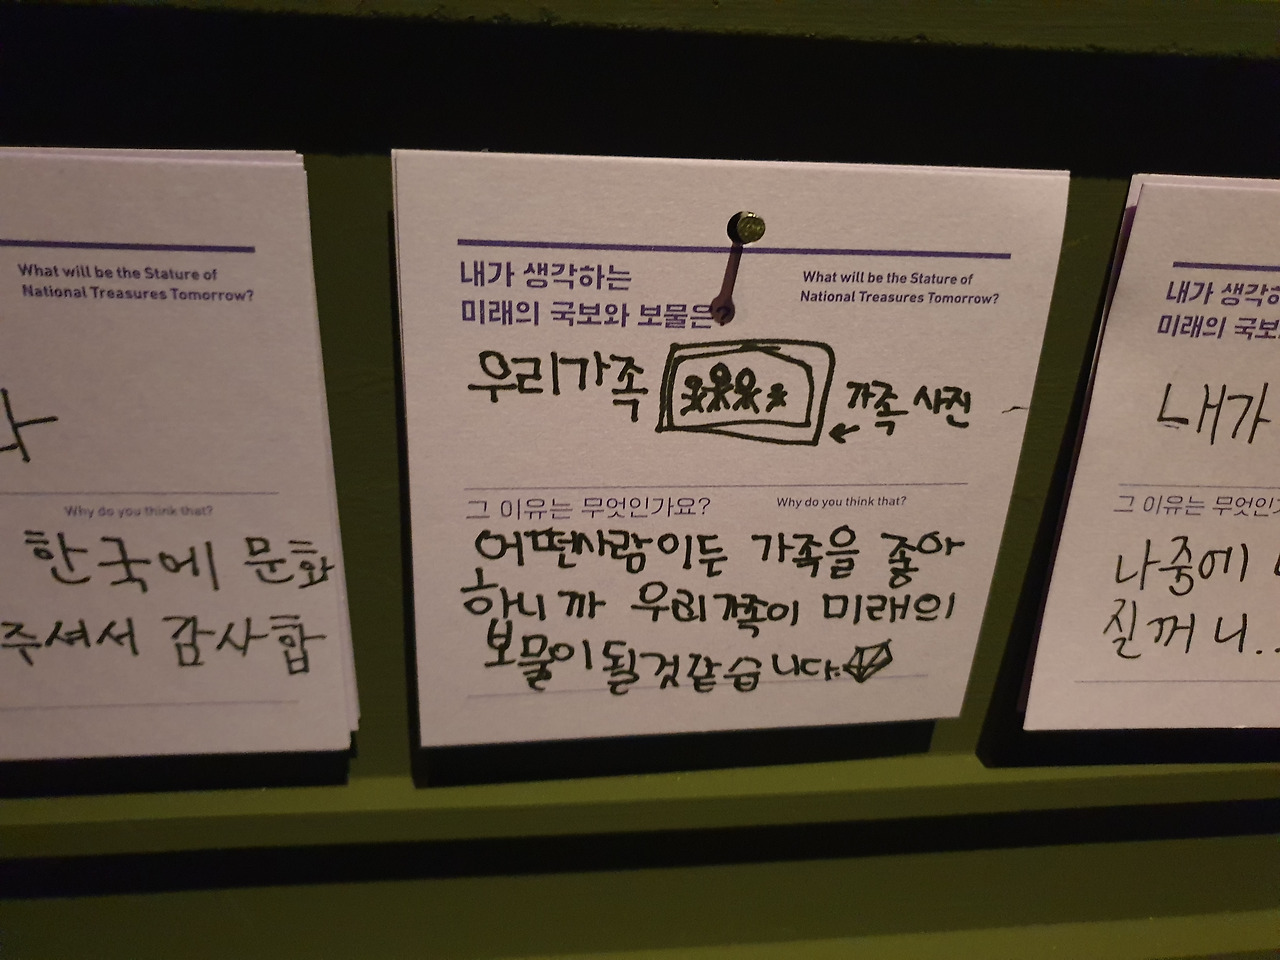 What will be the Stature of
National Treasures Tomorrow?
Why do you think that?
한국에 문화
주셔서 감사합
내가 생각하는
미래의 국보와 보물은?
What will be the Stature of
National Treasures Tomorrow?
우리가족
가족 사진
그 이유는 무엇인가요?
Why do you think that?
어떤사람이든 가족을 좋아
하니까 우리가족이 미래의
보물이 될것같습니다.
내가 생각하
미래의 국보
내가
그 이유는 무엇인가
나중에
질꺼니..